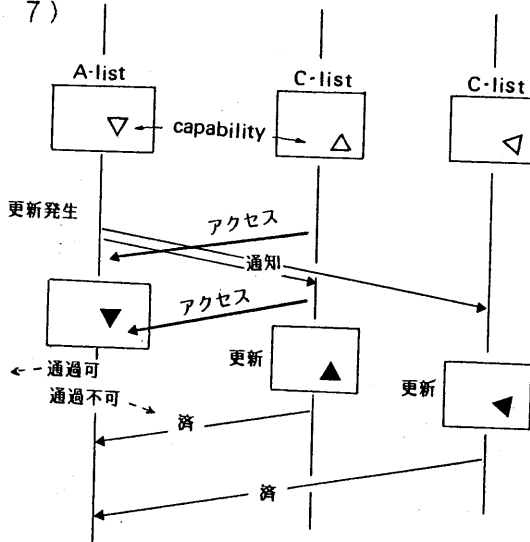 7)
A-list
C-list
C-list
capability
更新発生
アクセス
通知
アクセス
通過可
更新
通過不可
更新
済
済